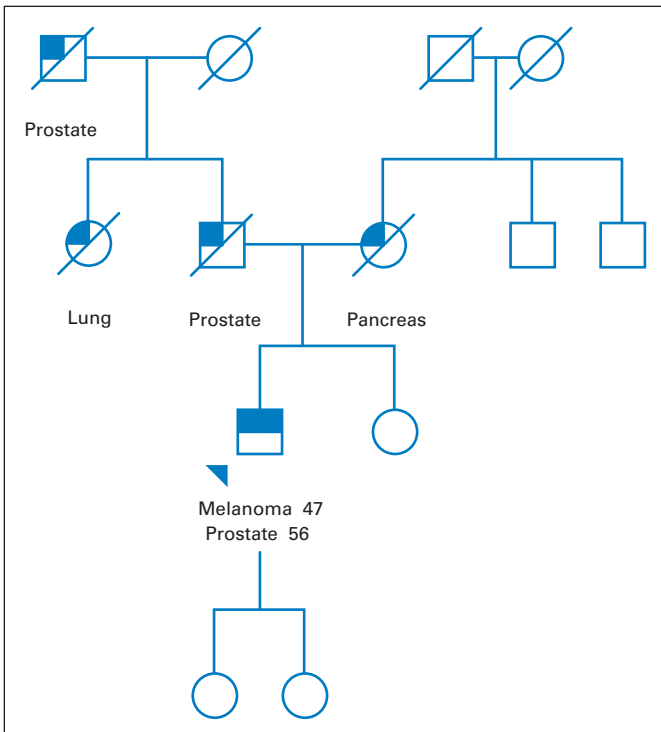 Prostate
Lung
Prostate
Pancreas
Melanoma 47
Prostate 56